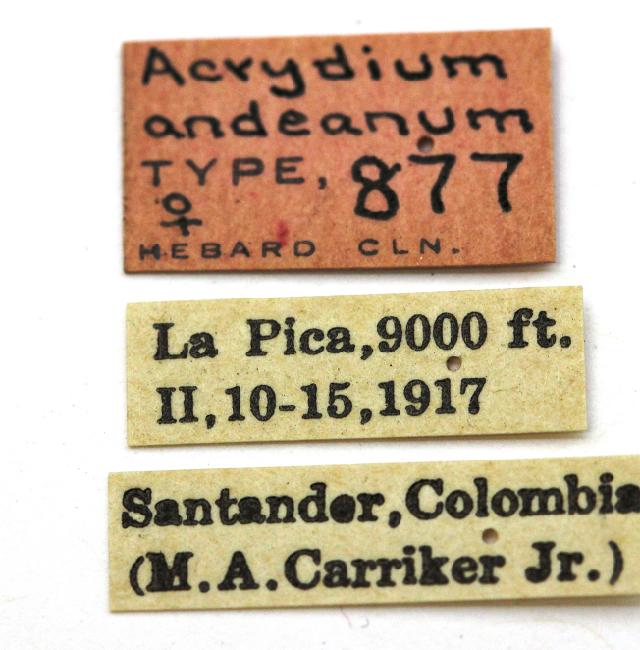 Acrydium
andeanum
TYPE, 877
♀
HEBARD CLN.
La Pica, 9000 ft.
II, 10-15, 1917
Santander, Colombia
(M. A. Carriker Jr.)